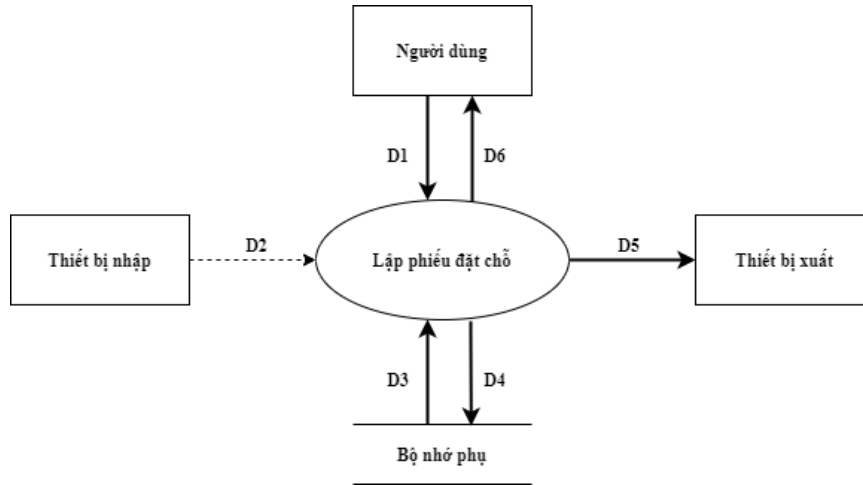 Người dùng
D1
D6
Thiết bị nhập
D2
Lập phiếu đặt chỗ
D5
Thiết bị xuất
D3
D4
Bộ nhớ phụ